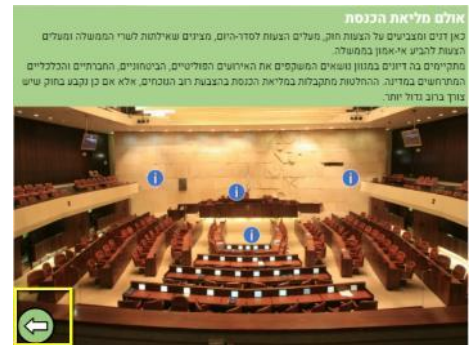 אולם מליאת הכנסת
כאן דנים ומצביעים על הצעות חוק, מעלים הצעות לסדר-היום, מציגים שאילתות לשרי הממשלה ומעלים
הצעות להביע אי-אמון בממשלה.
מתקיימים בה דיונים במגוון נושאים המשקפים את האירועים הפוליטיים, הביטחוניים, החברתיים והכלכליים
המתרחשים במדינה. ההחלטות מתקבלות במליאת הכנסת בהצבעת רוב הנוכחים, אלא אם כן נקבע בחוק שיש
צורך ברוב גדול יותר.